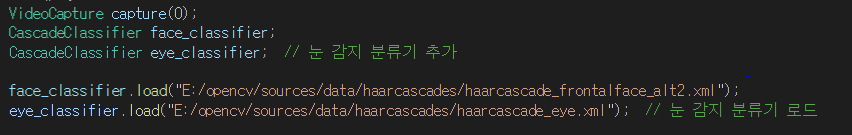 VideoCapture capture(0);
CascadeClassifier face_classifier;
CascadeClassifier eye_classifier;  // 눈 감지 분류기 추가
face_classifier.load("E:/opencv/sources/data/haarcascades/haarcascade_frontalface_alt2.xml");
eye_classifier.load("E:/opencv/sources/data/haarcascades/haarcascade_eye.xml");  // 눈 감지 분류기 로드